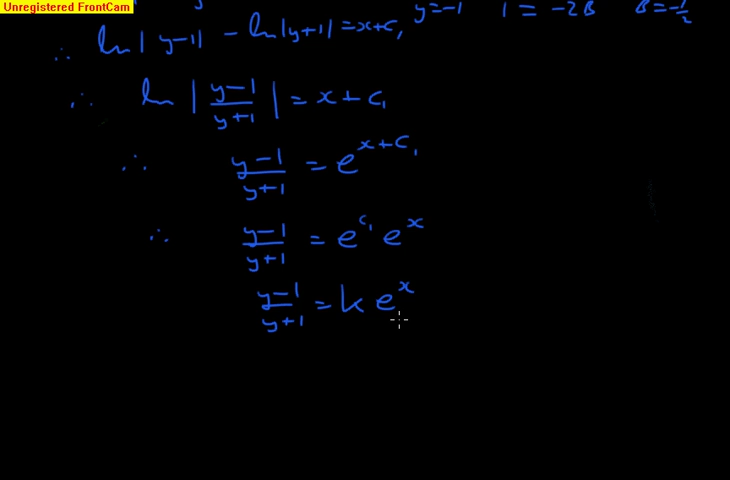 Unregistered FrontCam
∴ ln|y-1| - ln|y+1| = x+c₁ y=-1 1 = -2B B=-1/2
∴ ln|(y-1)/(y+1)| = x+c₁
∴ (y-1)/(y+1) = e^(x+c₁)
∴ (y-1)/(y+1) = e^(c₁) e^x
(y-1)/(y+1) = k e^x